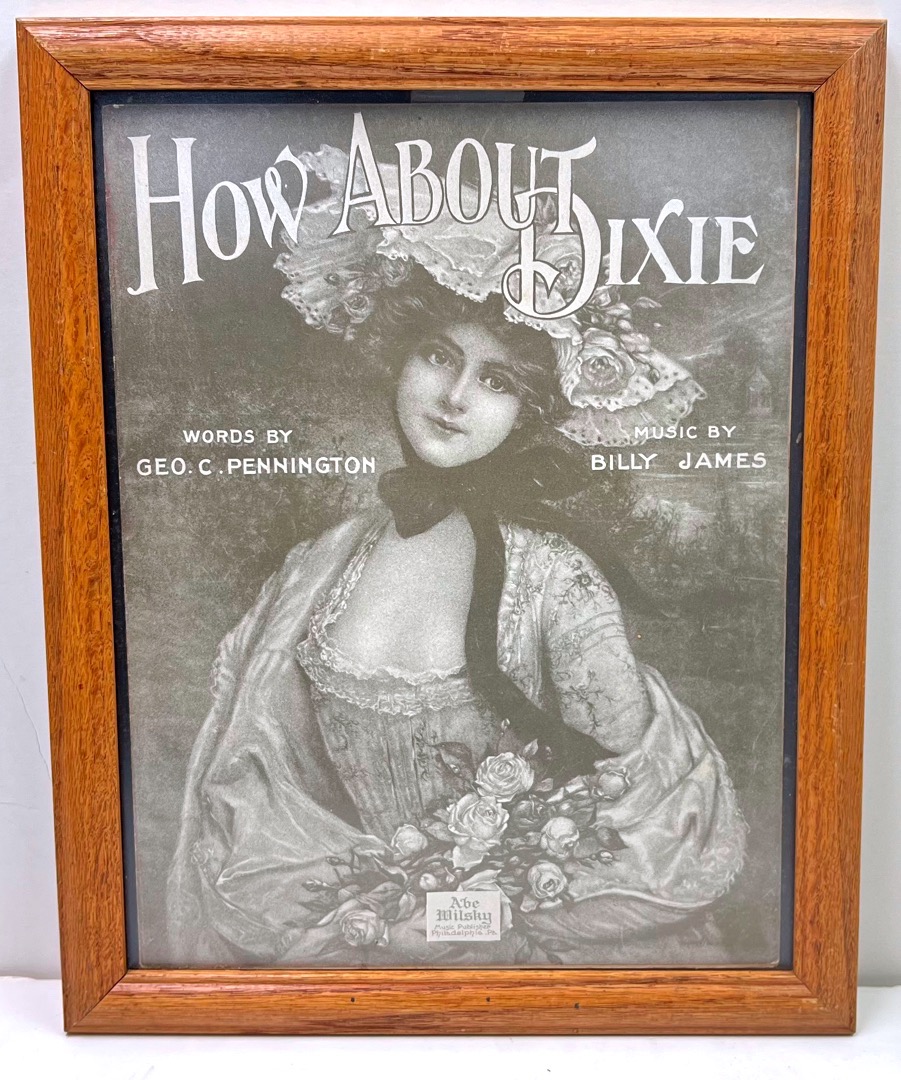 HOW ABOUT
DIXIE
WORDS BY
GEO. C. PENNINGTON
MUSIC BY
BILLY JAMES
Abe
Wilsky
Music Publisher
Philadelphia Pa.